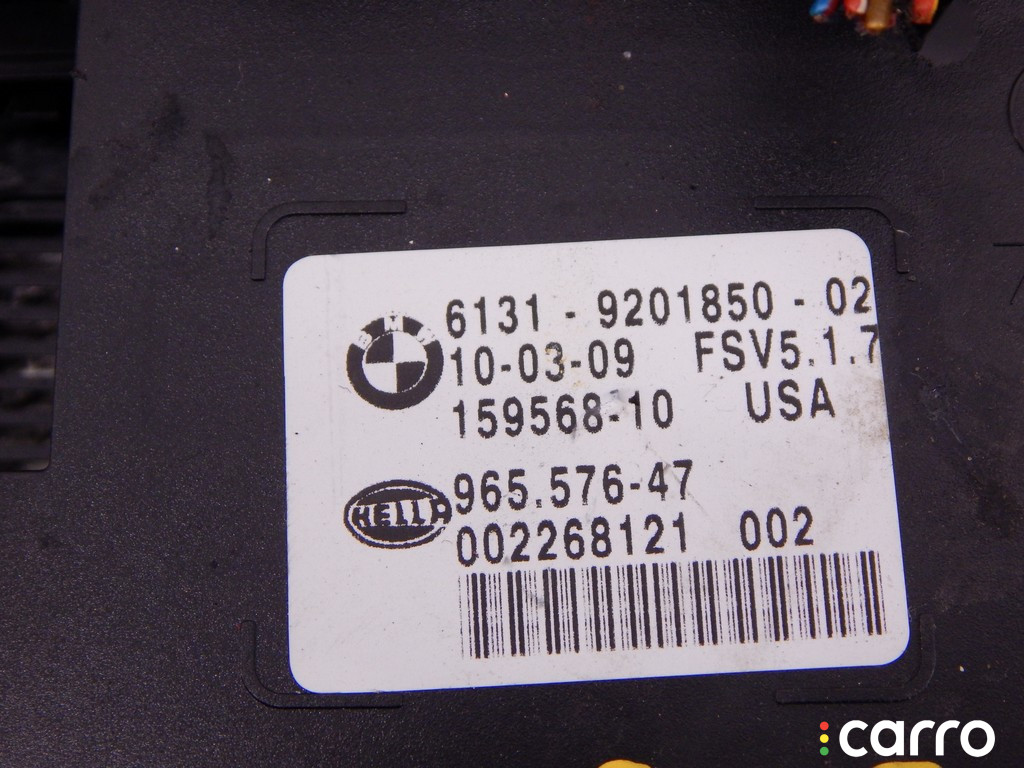 BMW
6131 - 9201850 - 02
10-03-09 FSV5.1.7
159568-10 USA
HELLA
965.576-47
002268121 002
carro